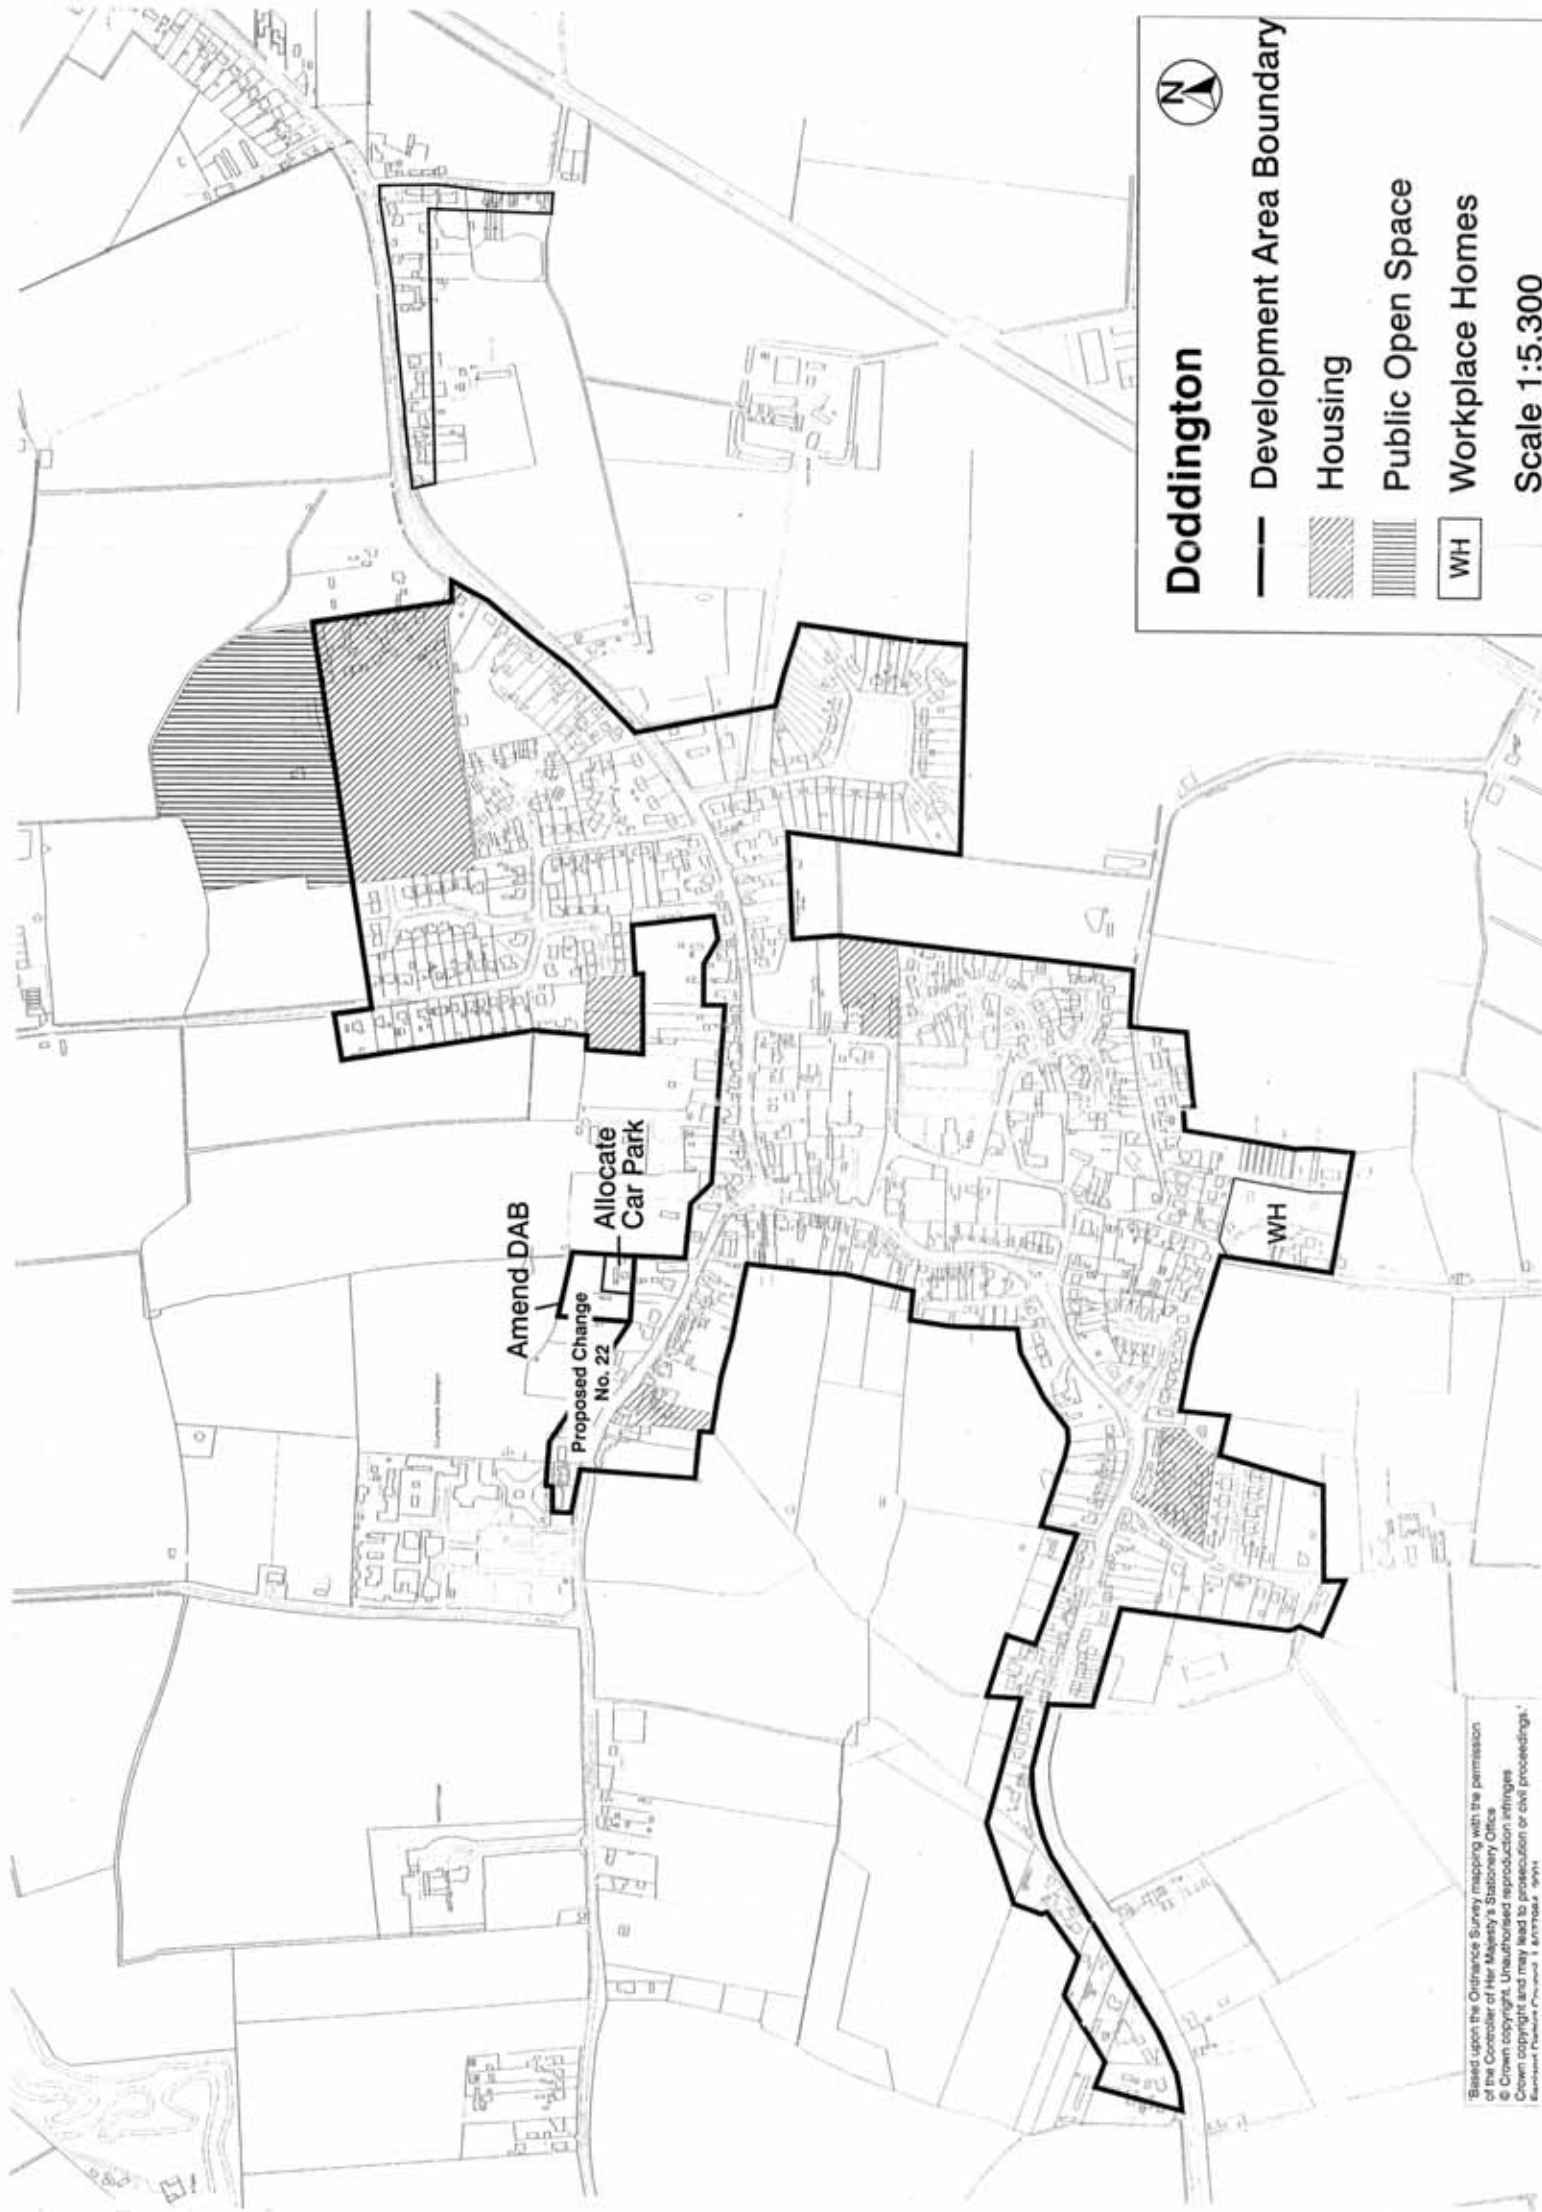 Amend DAB
Allocate
Car Park
Proposed Change
No. 22
WH
Doddington
N
Development Area Boundary
Housing
Public Open Space
WH
Workplace Homes
Scale 1:5,300
'Based upon the Ordnance Survey mapping with the permission
of the Controller of Her Majesty's Stationery Office
© Crown copyright. Unauthorised reproduction infringes
Crown copyright and may lead to prosecution or civil proceedings.'